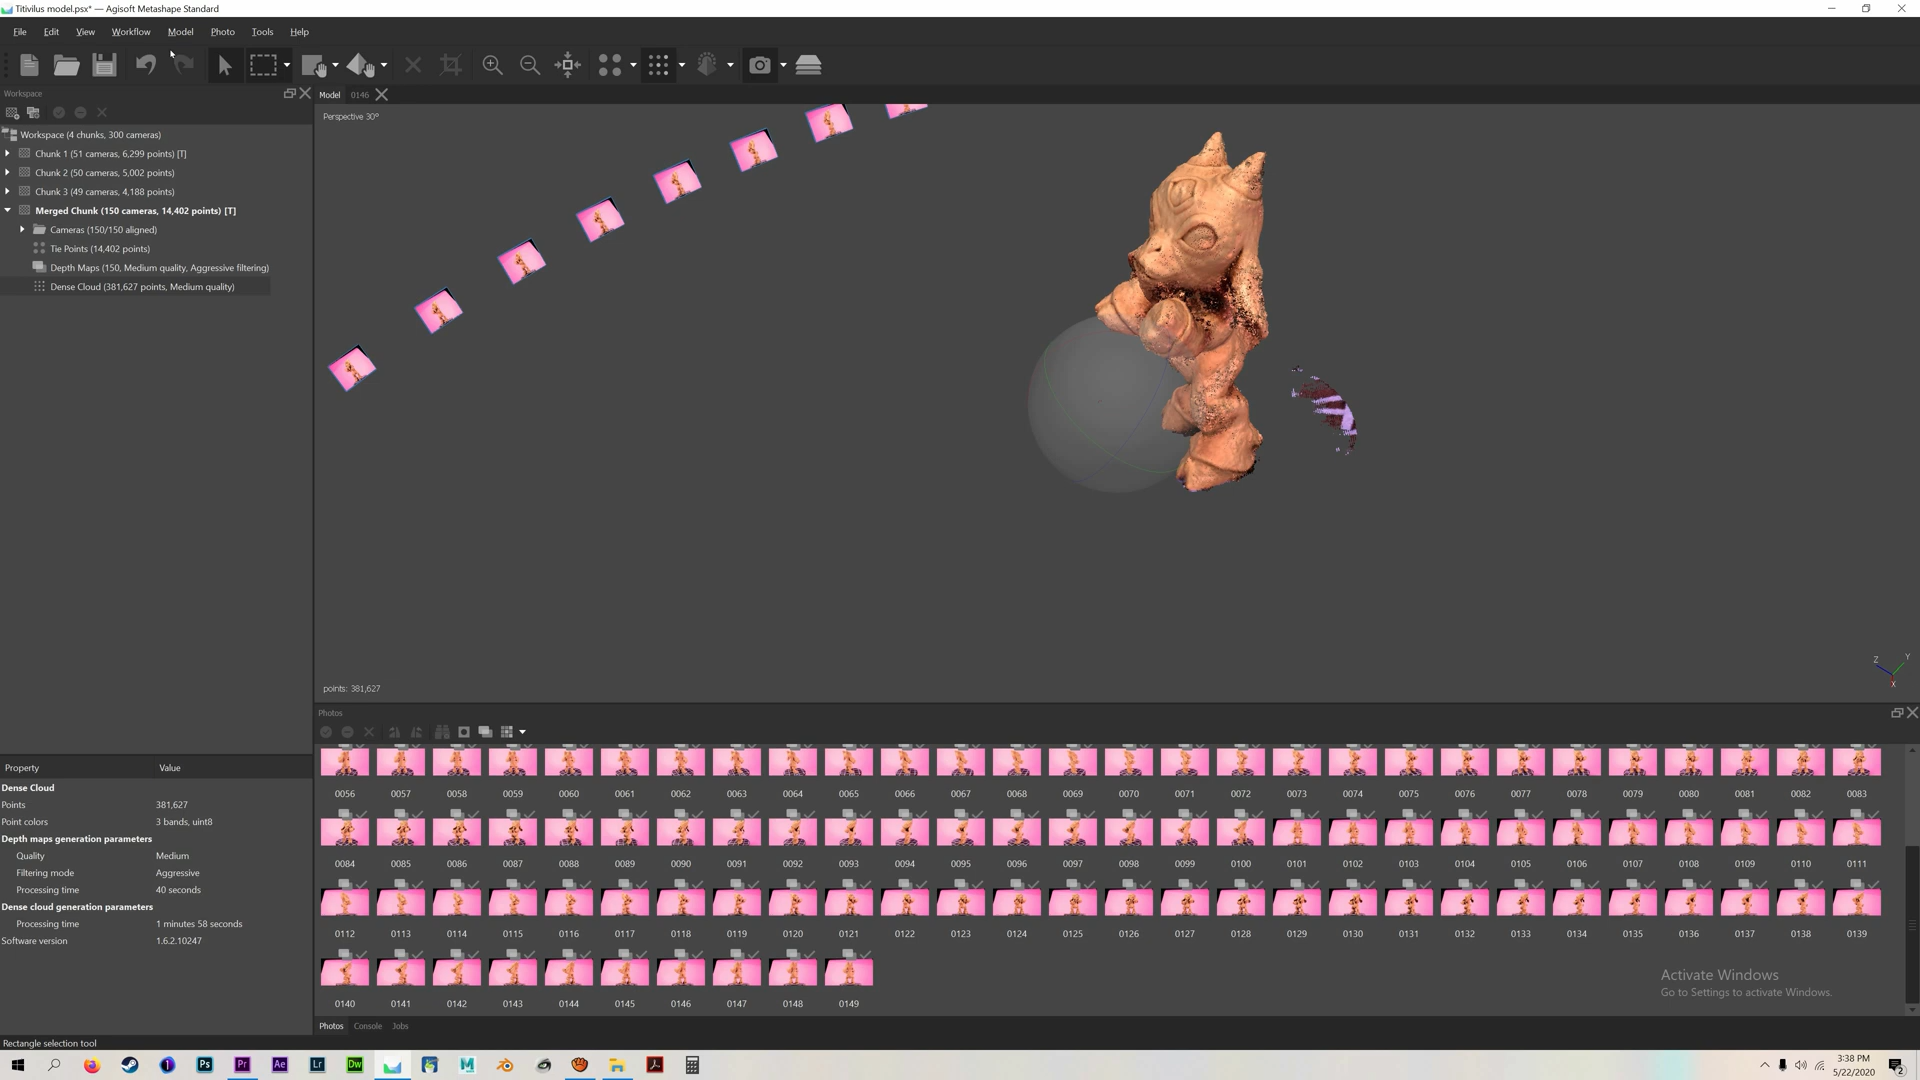 Titivilus model.psx* — Agisoft Metashape Standard
File Edit View Workflow Model Photo Tools Help
Workspace
Model 0146
Perspective 30°
Workspace (4 chunks, 300 cameras)
Chunk 1 (51 cameras, 6,299 points) [T]
Chunk 2 (50 cameras, 5,002 points)
Chunk 3 (49 cameras, 4,188 points)
Merged Chunk (150 cameras, 14,402 points) [T]
Cameras (150/150 aligned)
Tie Points (14,402 points)
Depth Maps (150, Medium quality, Aggressive filtering)
Dense Cloud (381,627 points, Medium quality)
Z Y
X
points: 381,627
Photos
Property Value
Dense Cloud
Points 381,627
Point colors 3 bands, uint8
Depth maps generation parameters
Quality Medium
Filtering mode Aggressive
Processing time 40 seconds
Dense cloud generation parameters
Processing time 1 minutes 58 seconds
Software version 1.6.2.10247
0056 0057 0058 0059 0060 0061 0062 0063 0064 0065 0066 0067 0068 0069 0070 0071 0072 0073 0074 0075 0076 0077 0078 0079 0080 0081 0082 0083
0084 0085 0086 0087 0088 0089 0090 0091 0092 0093 0094 0095 0096 0097 0098 0099 0100 0101 0102 0103 0104 0105 0106 0107 0108 0109 0110 0111
0112 0113 0114 0115 0116 0117 0118 0119 0120 0121 0122 0123 0124 0125 0126 0127 0128 0129 0130 0131 0132 0133 0134 0135 0136 0137 0138 0139
0140 0141 0142 0143 0144 0145 0146 0147 0148 0149
Activate Windows
Go to Settings to activate Windows.
Photos Console Jobs
Rectangle selection tool
Ps Pr Ae Lr Dw M
3:38 PM
5/22/2020
2